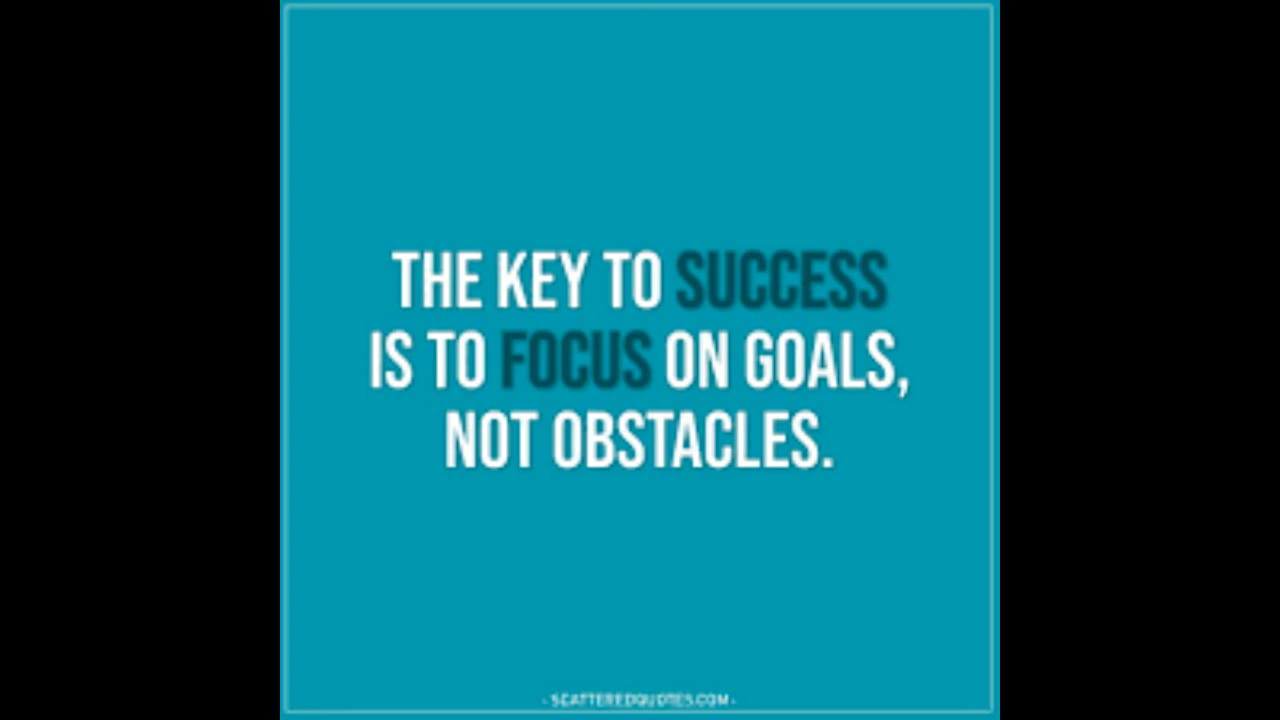 THE KEY TO SUCCESS
IS TO FOCUS ON GOALS,
NOT OBSTACLES.
- SCATTEREDQUOTES.COM -